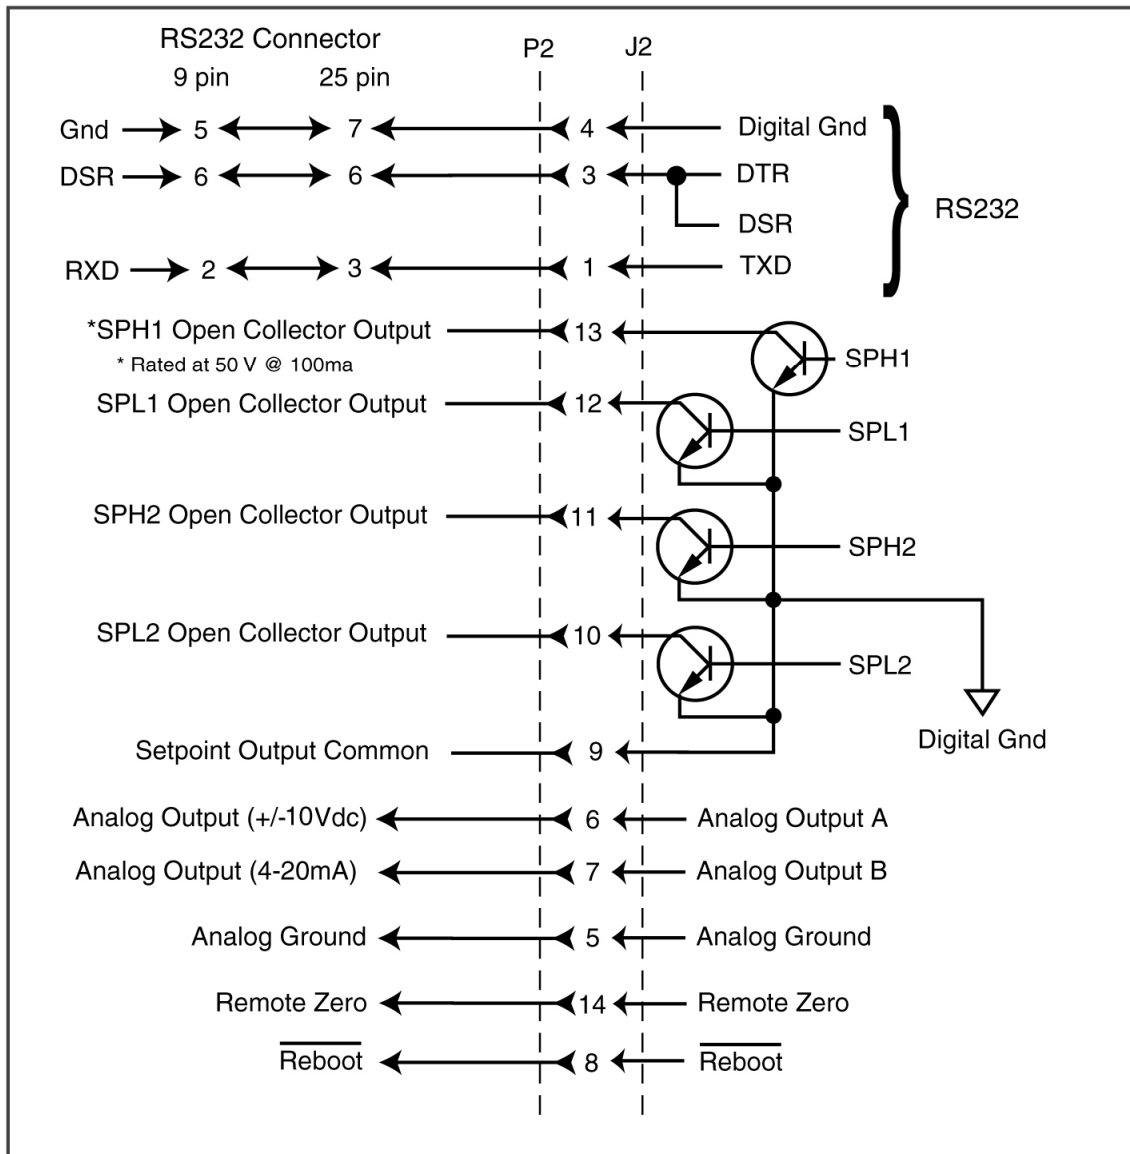 RS232 Connector P2 J2
9 pin 25 pin
Gnd 5 7 4 Digital Gnd
DSR 6 6 3 DTR
DSR
RS232
RXD 2 3 1 TXD
*SPH1 Open Collector Output 13 SPH1
* Rated at 50 V @ 100ma
SPL1 Open Collector Output 12 SPL1
SPH2 Open Collector Output 11 SPH2
SPL2 Open Collector Output 10 SPL2
Setpoint Output Common 9 Digital Gnd
Analog Output (+/-10Vdc) 6 Analog Output A
Analog Output (4-20mA) 7 Analog Output B
Analog Ground 5 Analog Ground
Remote Zero 14 Remote Zero
Reboot 8 Reboot